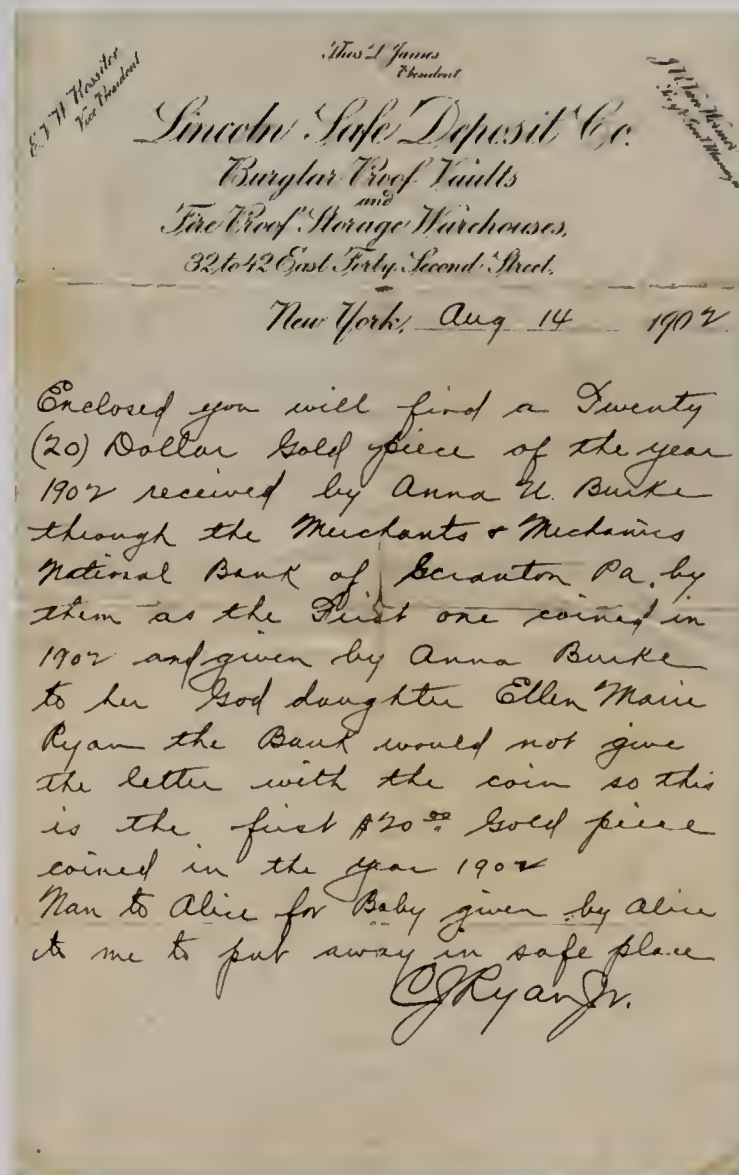 Thos L James
President
E. V. W. Rossiter
Vice President
Lincoln Safe Deposit Co.
Burglar Proof Vaults
and
Fire Proof Storage Warehouses,
32 to 42 East Forty Second Street.
New York, Aug 14 1902
Enclosed you will find a Twenty
(20) Dollar Gold piece of the year
1902 received by Anna U. Burke
through the Merchants & Mechanics
National Bank of Scranton Pa. by
them as the First one coined in
1902 and given by Anna Burke
to her God daughter Ellen Marie
Ryan the Bank would not give
the letter with the coin so this
is the first $20.00 Gold piece
coined in the year 1902
Nan to Alice for Baby given by Alice
to me to put away in safe place
CJRyanJr.